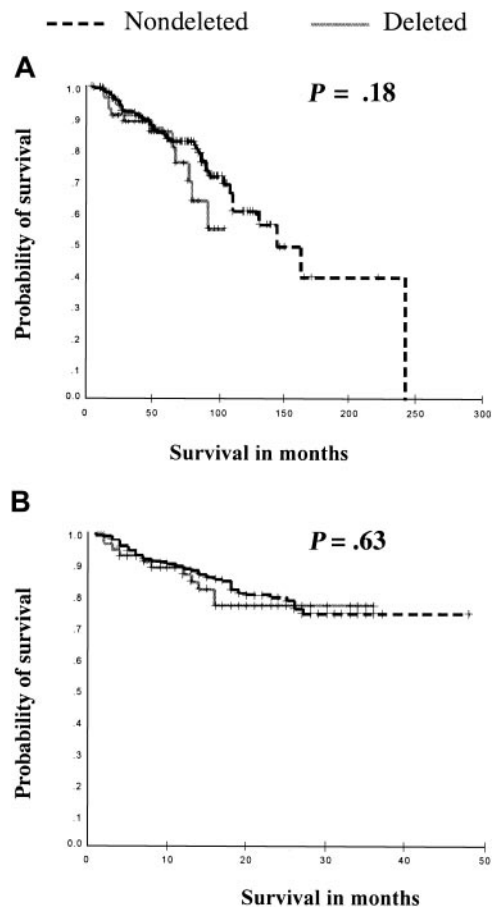 Nondeleted Deleted
A
P = .18
Probability of survival
1.0
.9
.8
.7
.6
.5
.4
.3
.2
.1
0.0
0 50 100 150 200 250 300
Survival in months
B
P = .63
Probability of survival
1.0
.9
.8
.7
.6
.5
.4
.3
.2
.1
0.0
0 10 20 30 40 50
Survival in months